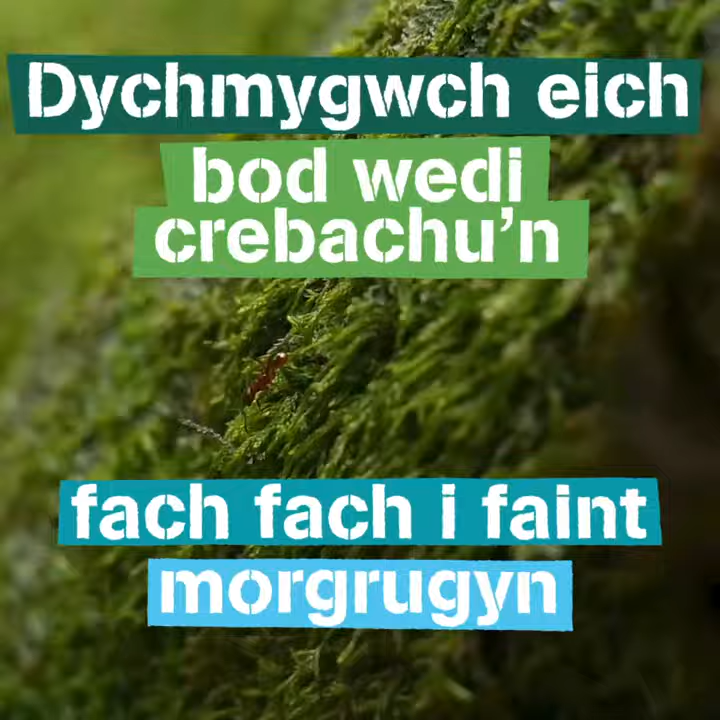 Dychmygwch eich
bod wedi
crebachu’n
fach fach i faint
morgrugyn